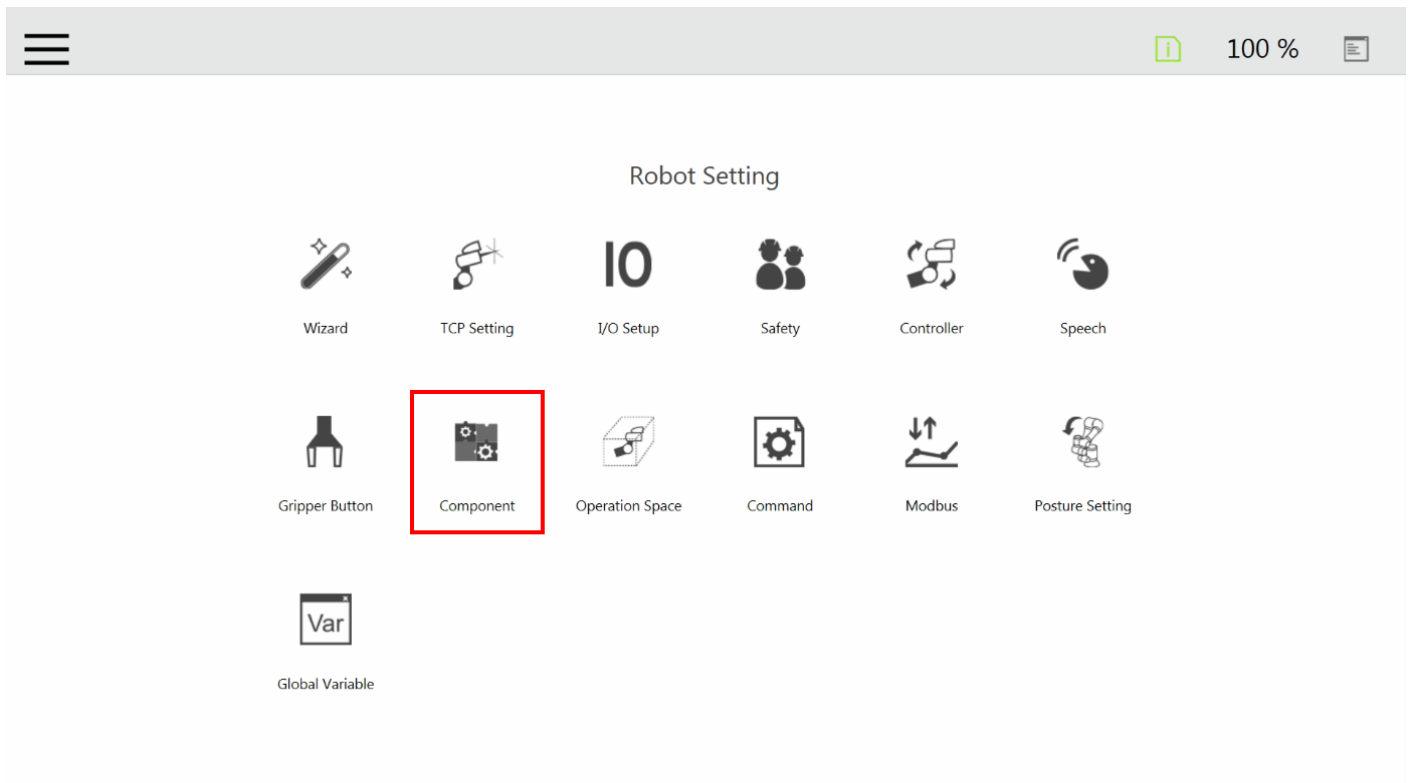 100 %
Robot Setting
IO
Wizard
TCP Setting
I/O Setup
Safety
Controller
Speech
Gripper Button
Component
Operation Space
Command
Modbus
Posture Setting
Var
Global Variable